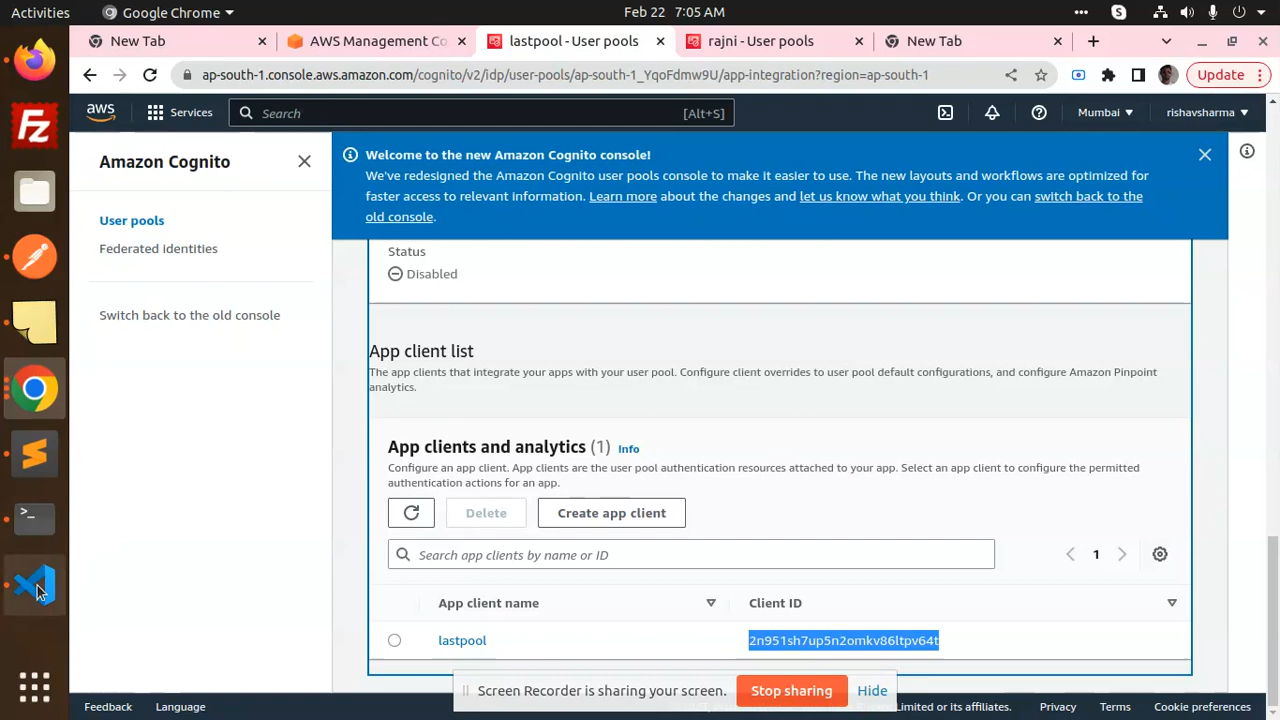 Activities
Google Chrome
Feb 22 7:05 AM
New Tab
AWS Management Co
lastpool - User pools
rajni - User pools
New Tab
ap-south-1.console.aws.amazon.com/cognito/v2/idp/user-pools/ap-south-1_YqoFdmw9U/app-integration?region=ap-south-1
Update
aws
Services
Search
[Alt+S]
Mumbai
rishavsharma
Amazon Cognito
User pools
Federated identities
Switch back to the old console
Welcome to the new Amazon Cognito console!
We've redesigned the Amazon Cognito user pools console to make it easier to use. The new layouts and workflows are optimized for
faster access to relevant information. Learn more about the changes and let us know what you think. Or you can switch back to the
old console.
Status
Disabled
App client list
The app clients that integrate your apps with your user pool. Configure client overrides to user pool default configurations, and configure Amazon Pinpoint
analytics.
App clients and analytics (1) Info
Configure an app client. App clients are the user pool authentication resources attached to your app. Select an app client to configure the permitted
authentication actions for an app.
Delete
Create app client
Search app clients by name or ID
1
App client name
Client ID
lastpool
2n951sh7up5n2omkv86ltpv64t
Screen Recorder is sharing your screen.
Stop sharing
Hide
Feedback
Language
Limited or its affiliates.
Privacy
Terms
Cookie preferences